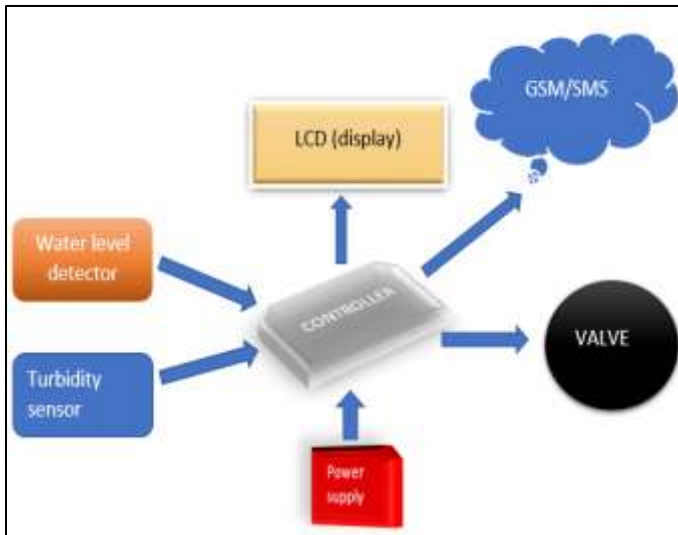 GSM/SMS
LCD (display)
Water level
detector
CONTROLLER
VALVE
Turbidity
sensor
Power
supply